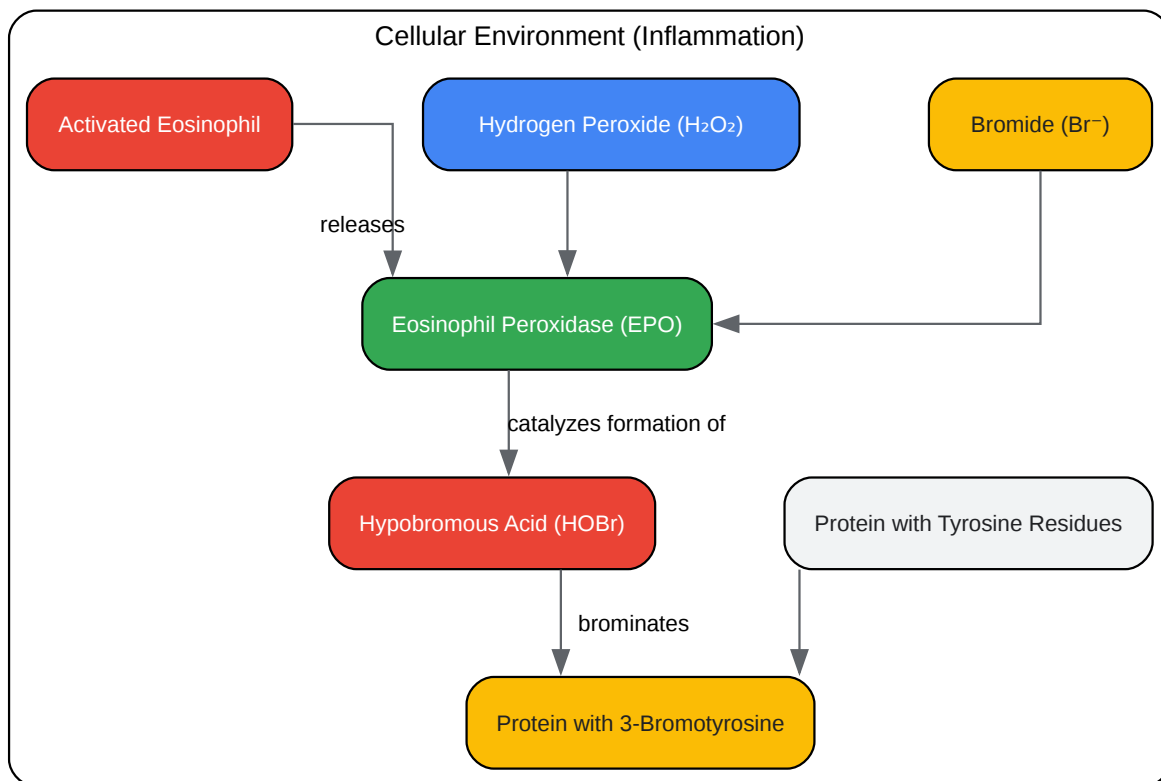 Cellular Environment (Inflammation)
Activated Eosinophil
Hydrogen Peroxide (H₂O₂)
Bromide (Br⁻)
releases
Eosinophil Peroxidase (EPO)
catalyzes formation of
Hypobromous Acid (HOBr)
Protein with Tyrosine Residues
brominates
Protein with 3-Bromotyrosine